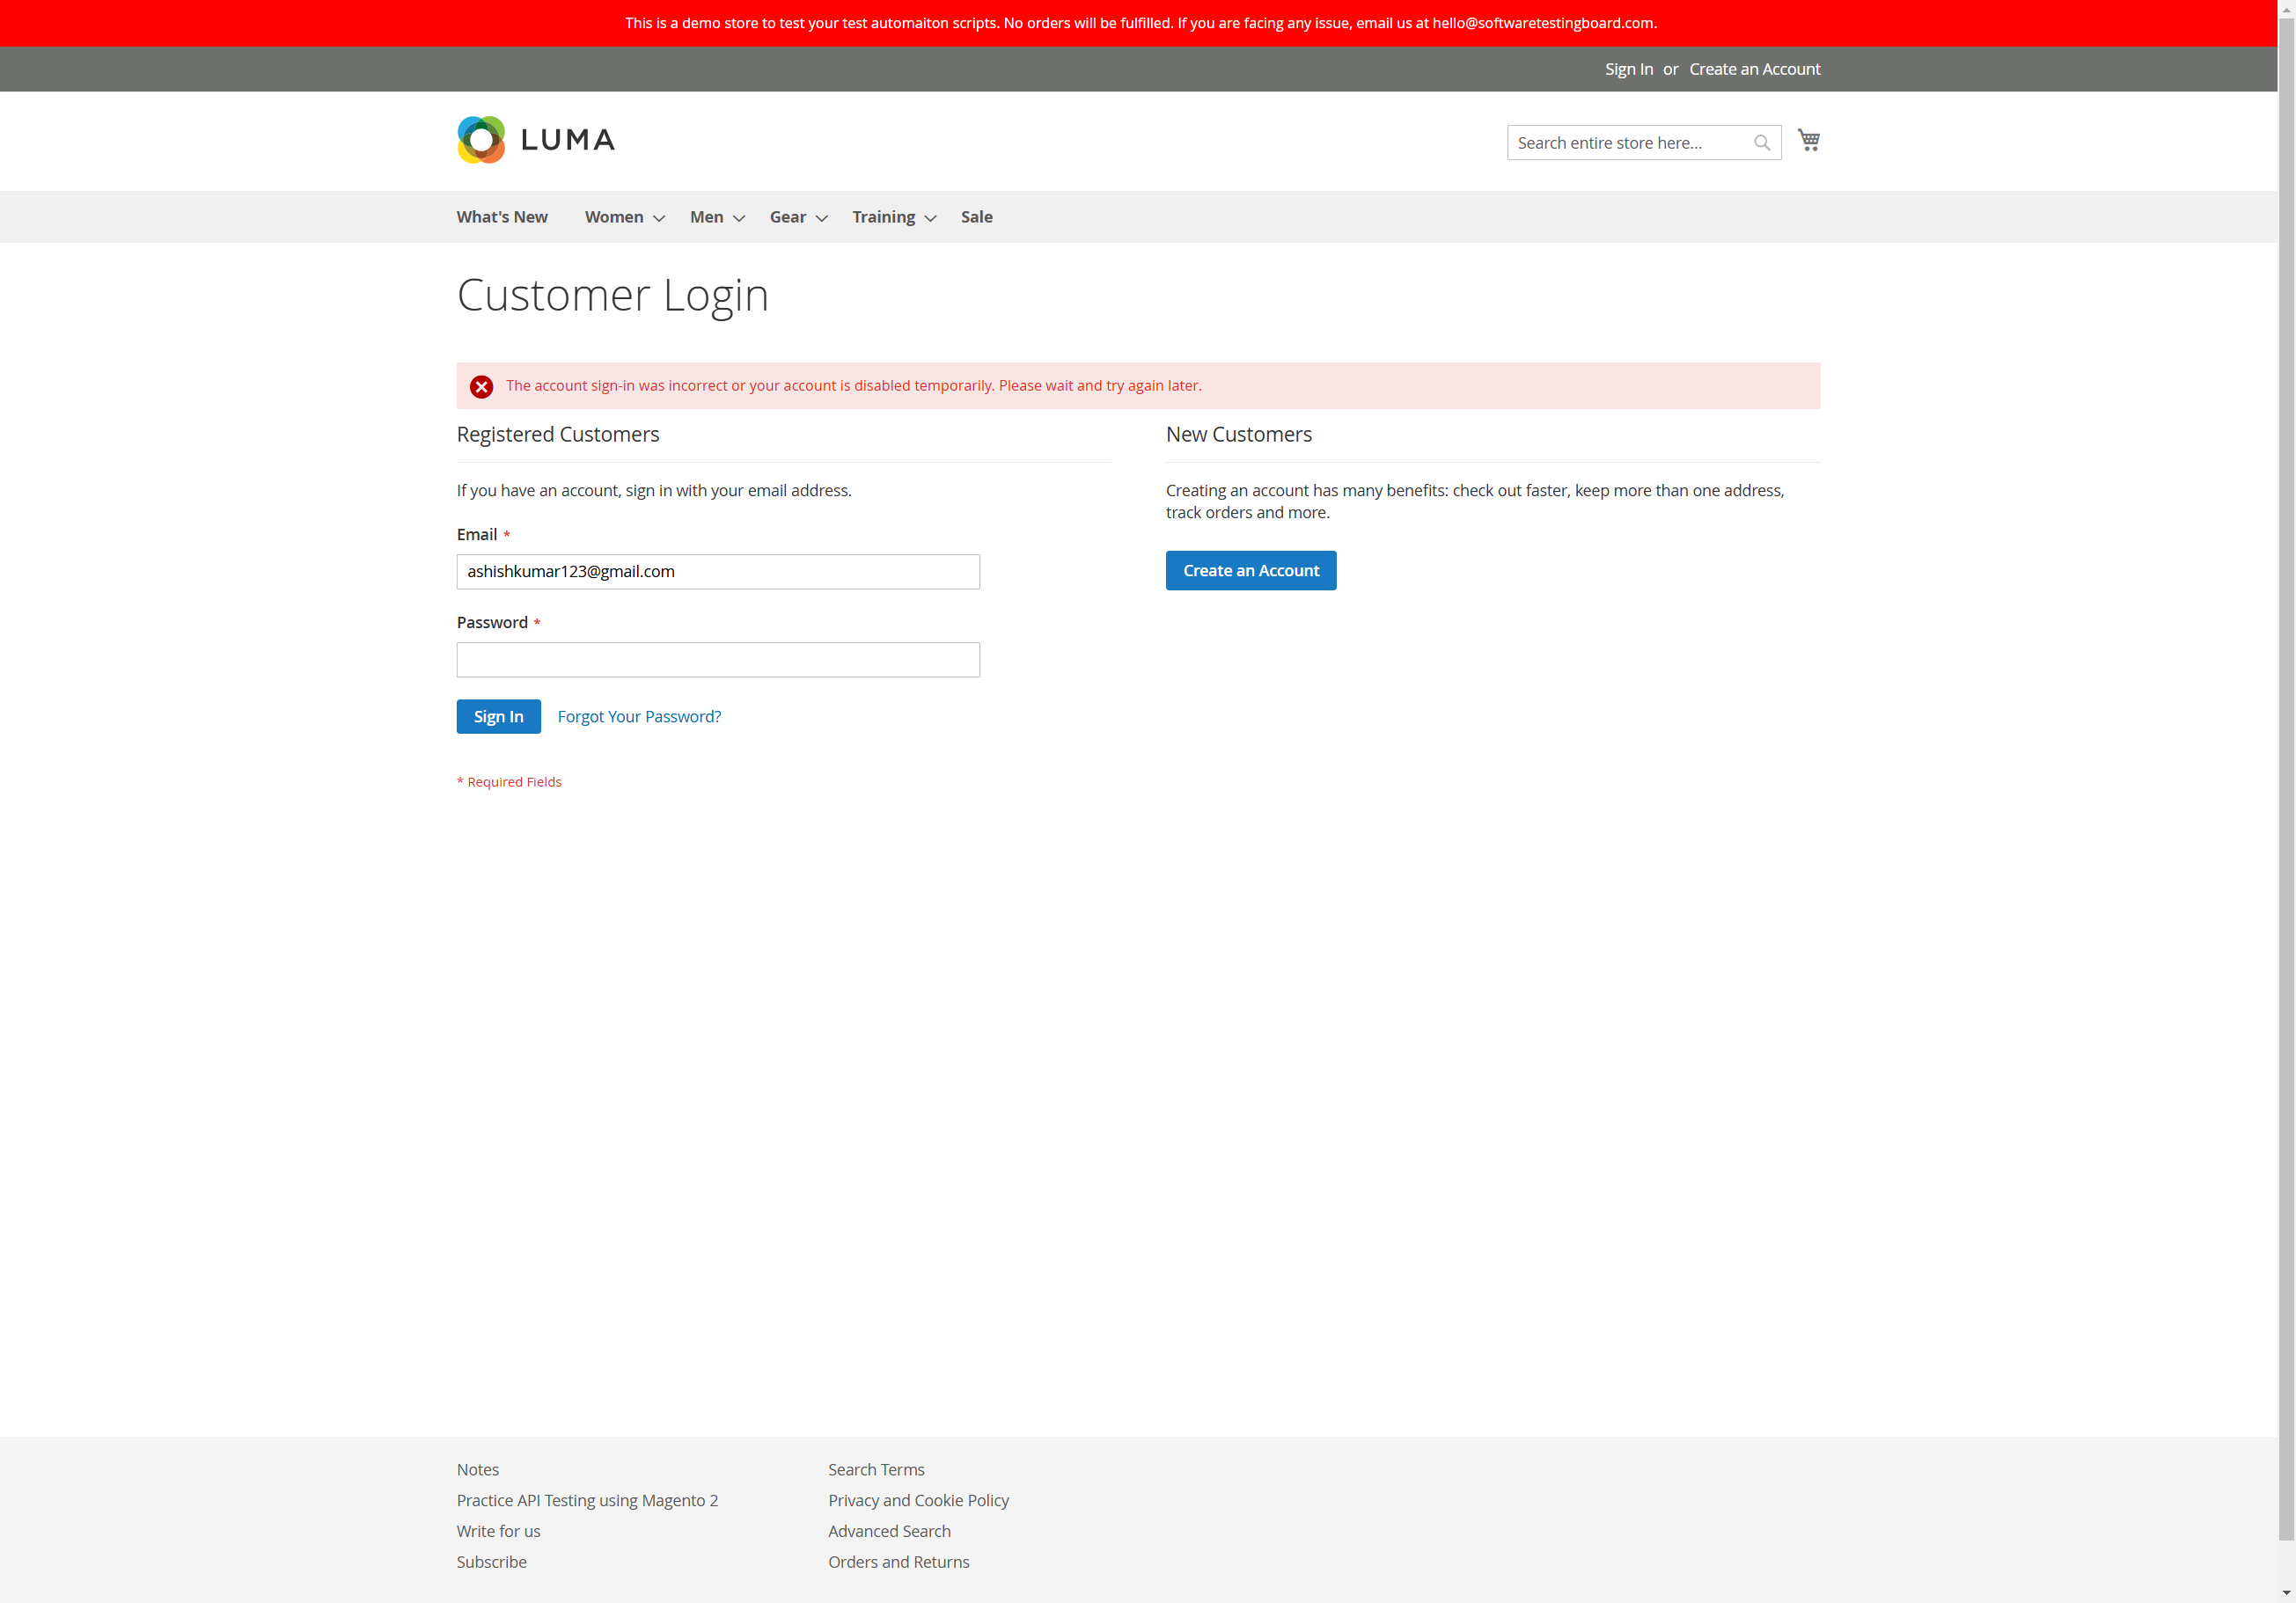 This is a demo store to test your test automaiton scripts. No orders will be fulfilled. If you are facing any issue, email us at hello@softwaretestingboard.com.
Sign In or Create an Account
LUMA
Search entire store here...
What's New Women Men Gear Training Sale
Customer Login
The account sign-in was incorrect or your account is disabled temporarily. Please wait and try again later.
Registered Customers
If you have an account, sign in with your email address.
Email *
ashishkumar123@gmail.com
Password *
Sign In Forgot Your Password?
* Required Fields
New Customers
Creating an account has many benefits: check out faster, keep more than one address,
track orders and more.
Create an Account
Notes
Practice API Testing using Magento 2
Write for us
Subscribe
Search Terms
Privacy and Cookie Policy
Advanced Search
Orders and Returns